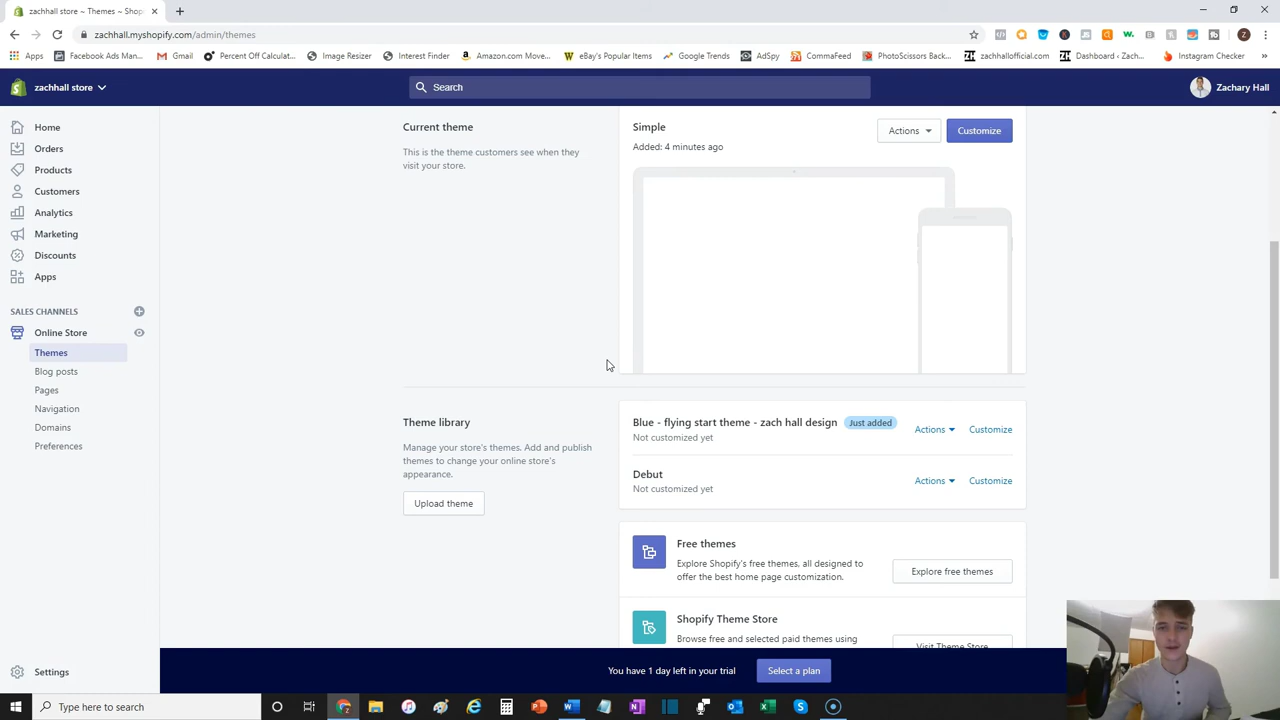 zachhall store ~ Themes ~ Shop
zachhall.myshopify.com/admin/themes
Apps
Facebook Ads Man...
Gmail
Percent Off Calculat...
Image Resizer
Interest Finder
Amazon.com Move...
eBay's Popular Items
Google Trends
AdSpy
CommaFeed
PhotoScissors Back...
zachhallofficial.com
Dashboard ‹ Zach...
Instagram Checker
zachhall store
Search
Zachary Hall
Home
Orders
Products
Customers
Analytics
Marketing
Discounts
Apps
SALES CHANNELS
Online Store
Themes
Blog posts
Pages
Navigation
Domains
Preferences
Settings
Current theme
This is the theme customers see when they
visit your store.
Simple
Added: 4 minutes ago
Actions
Customize
Theme library
Manage your store's themes. Add and publish
themes to change your online store's
appearance.
Upload theme
Blue - flying start theme - zach hall design
Just added
Not customized yet
Actions
Customize
Debut
Not customized yet
Actions
Customize
Free themes
Explore Shopify's free themes, all designed to
offer the best home page customization.
Explore free themes
Shopify Theme Store
Browse free and selected paid themes using
Visit Theme Store
You have 1 day left in your trial
Select a plan
Type here to search